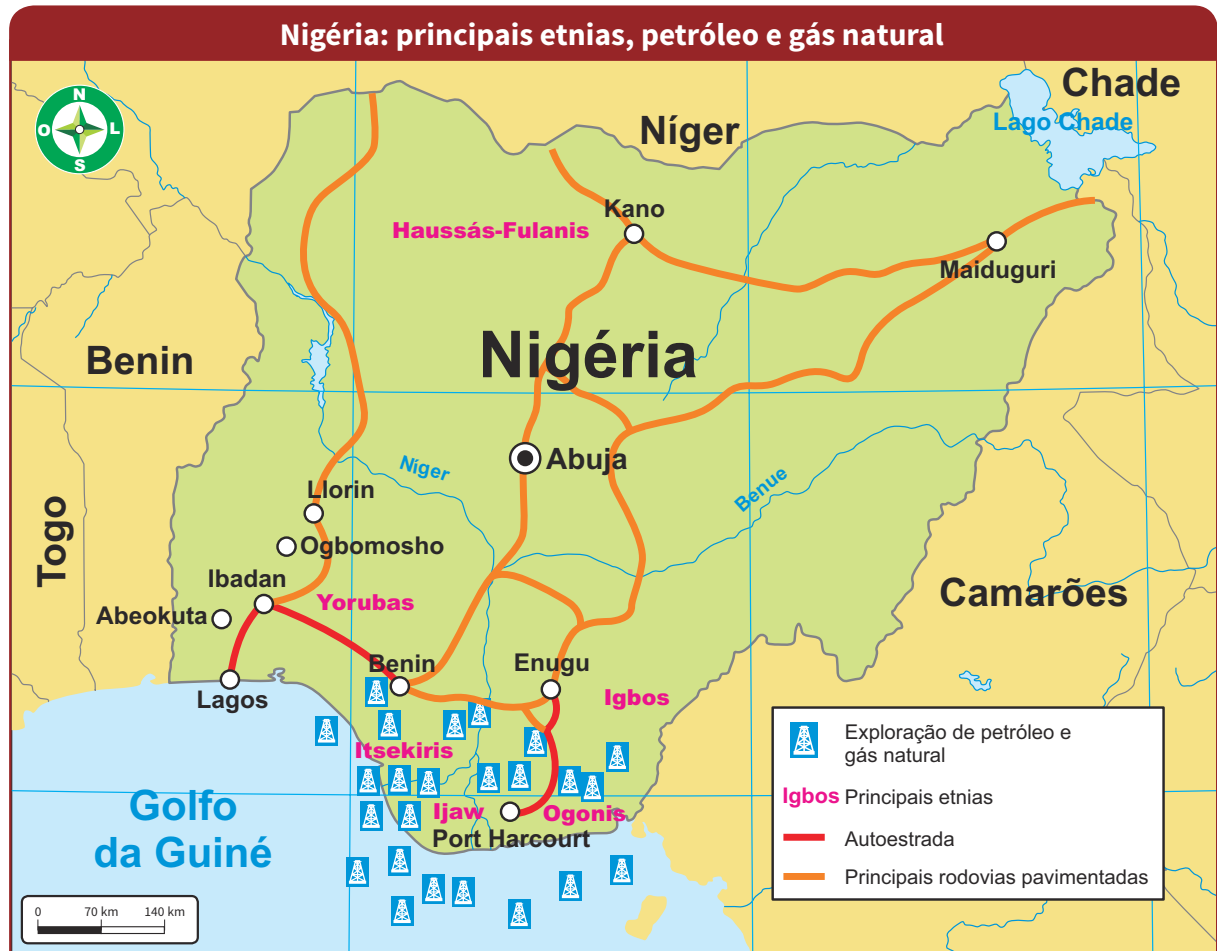 Nigéria: principais etnias, petróleo e gás natural
N
O
L
S
Chade
Lago Chade
Níger
Kano
Haussás-Fulanis
Maiduguri
Benin
Nigéria
Níger
Abuja
Benue
Llorin
Togo
Ogbomosho
Ibadan
Yorubas
Camarões
Abeokuta
Benin
Enugu
Lagos
Igbos
Itsekiris
Golfo
da Guiné
Ijaw
Ogonis
Port Harcourt
Exploração de petróleo e
gás natural
Igbos Principais etnias
Autoestrada
Principais rodovias pavimentadas
0 70 km 140 km